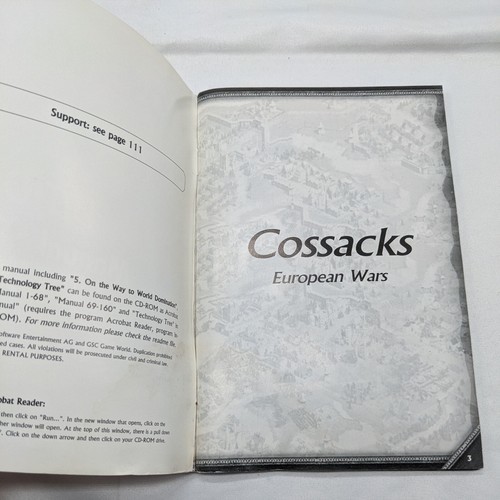 Support: see page 111
manual including "5. On the Way to World Domination"
Technology Tree" can be found on the CD-ROM in Acrobat
anual 1-68", "Manual 69-160" and "Technology Tree" in
nual" (requires the program Acrobat Reader, program in
OM). For more information please check the readme file.
oftware Entertainment AG and GSC Game World. Duplication prohibited
ed cases. All violations will be prosecuted under civil and criminal law.
RENTAL PURPOSES.
obat Reader:
then click on "Run...". In the new window that opens, click on the
her window will open. At the top of this window, there is a pull down
. Click on the down arrow and then click on your CD-ROM drive.
Cossacks
European Wars
3